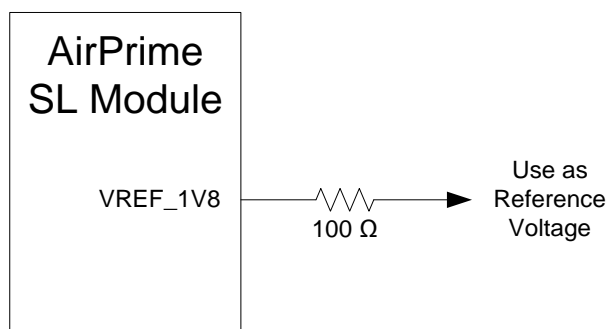 AirPrime
SL Module
VREF_1V8
100 Ω
Use as
Reference
Voltage